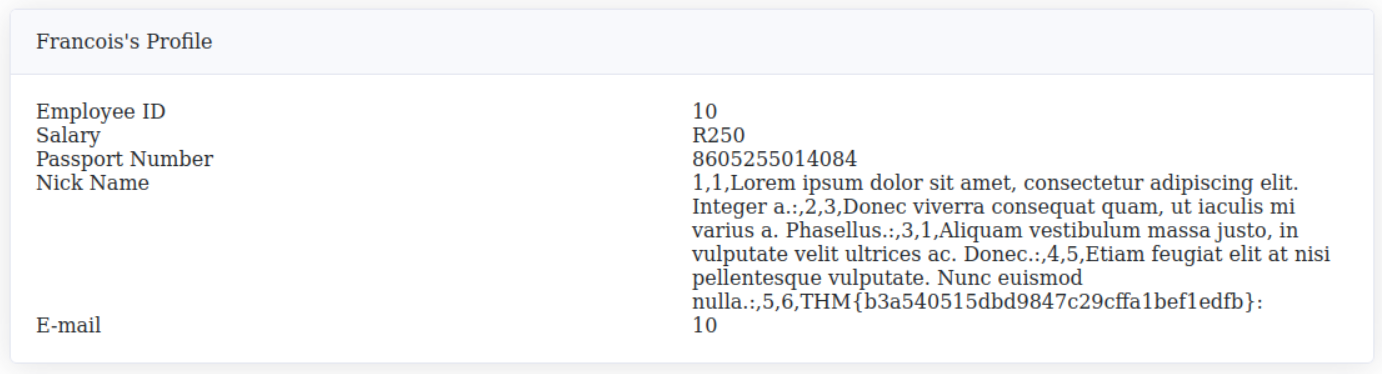 Francois's Profile
Employee ID 10
Salary R250
Passport Number 8605255014084
Nick Name 1,1,Lorem ipsum dolor sit amet, consectetur adipiscing elit.
Integer a.:,2,3,Donec viverra consequat quam, ut iaculis mi
varius a. Phasellus.:,3,1,Aliquam vestibulum massa justo, in
vulputate velit ultrices ac. Donec.:,4,5,Etiam feugiat elit at nisi
pellentesque vulputate. Nunc euismod
nulla.:,5,6,THM{b3a540515dbd9847c29cffa1bef1edfb}:
E-mail 10